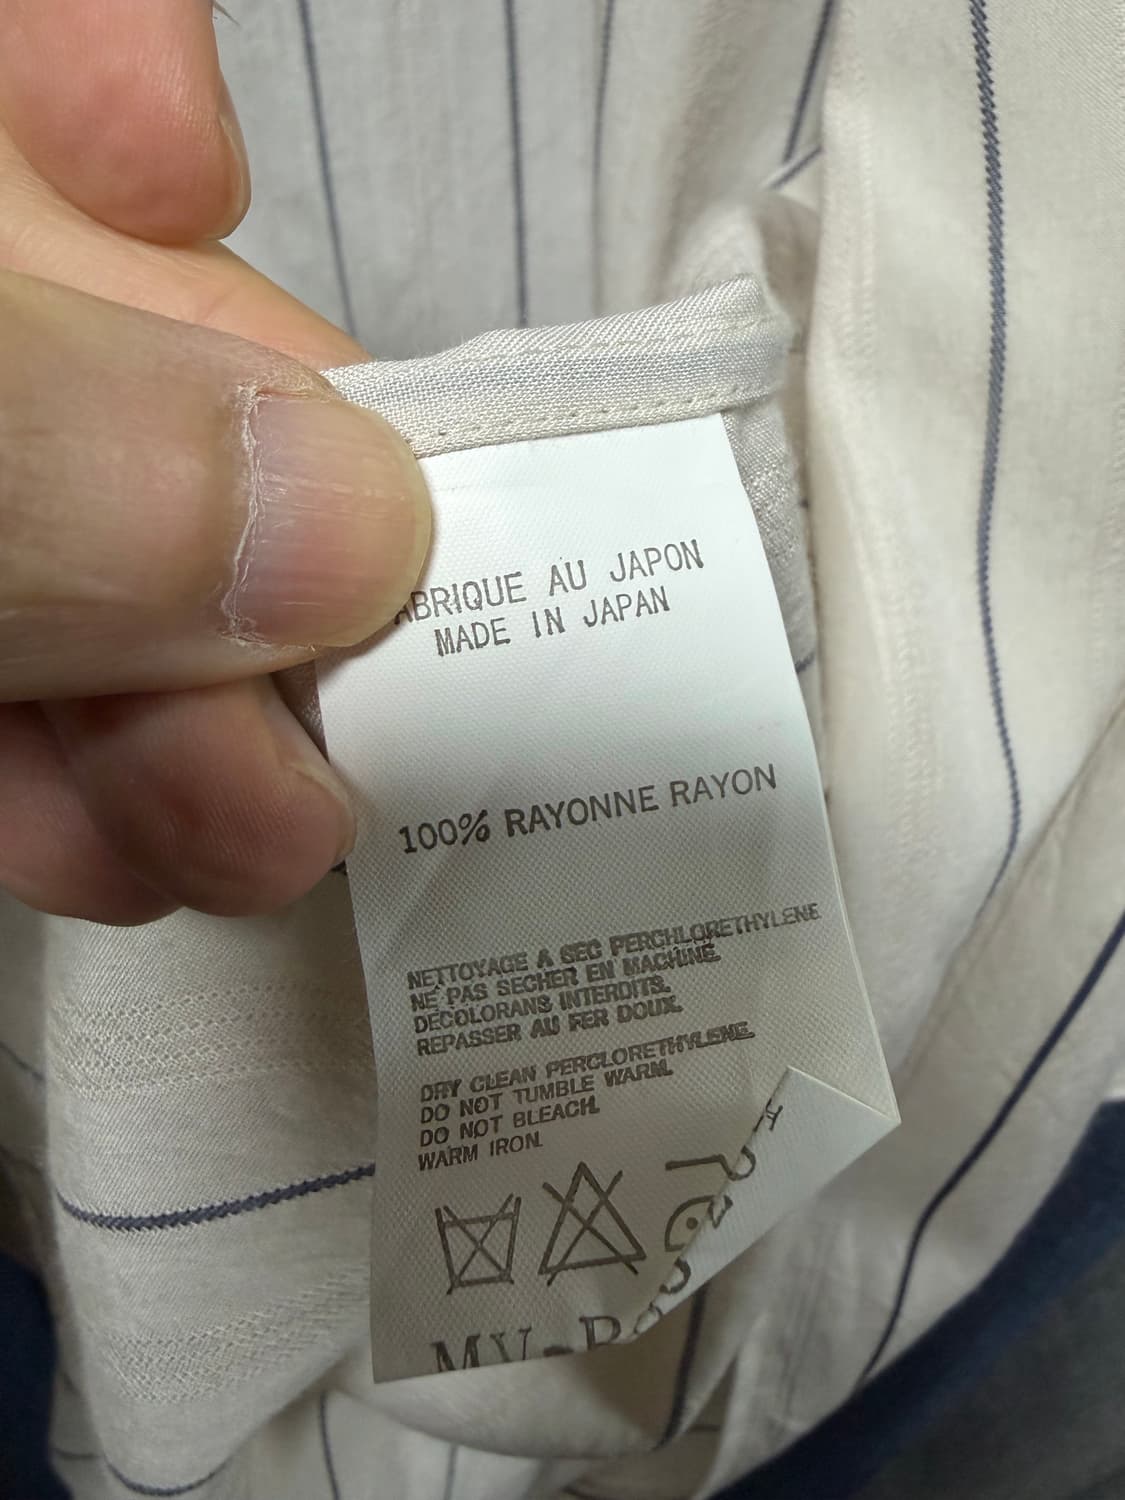 ABRIQUE AU JAPON
MADE IN JAPAN
100% RAYONNE RAYON
NETTOYAGE A SEC PERCHLORETHYLENE
NE PAS SECHER EN MACHINE.
DECOLORANS INTERDITS.
REPASSER AU FER DOUX.
DRY CLEAN PERCLORETHYLENE.
DO NOT TUMBLE WARM.
DO NOT BLEACH.
WARM IRON.